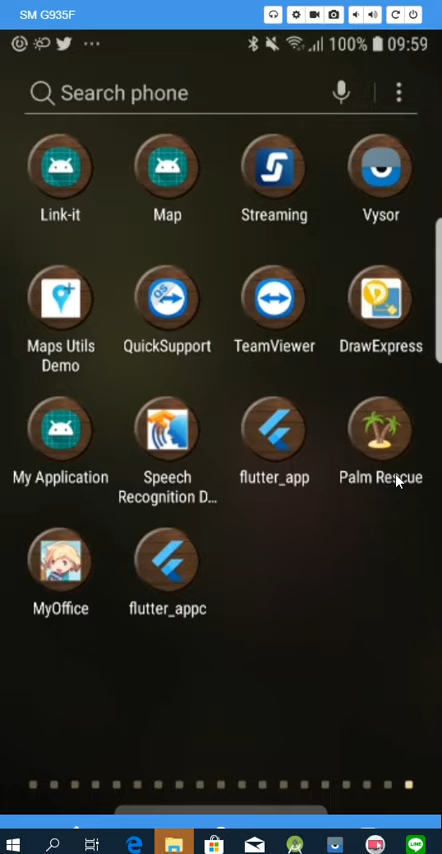 SM G935F
100% 09:59
Search phone
Link-it Map Streaming Vysor
Maps Utils Demo QuickSupport TeamViewer DrawExpress
My Application Speech Recognition D... flutter_app Palm Rescue
MyOffice flutter_appc
LINE